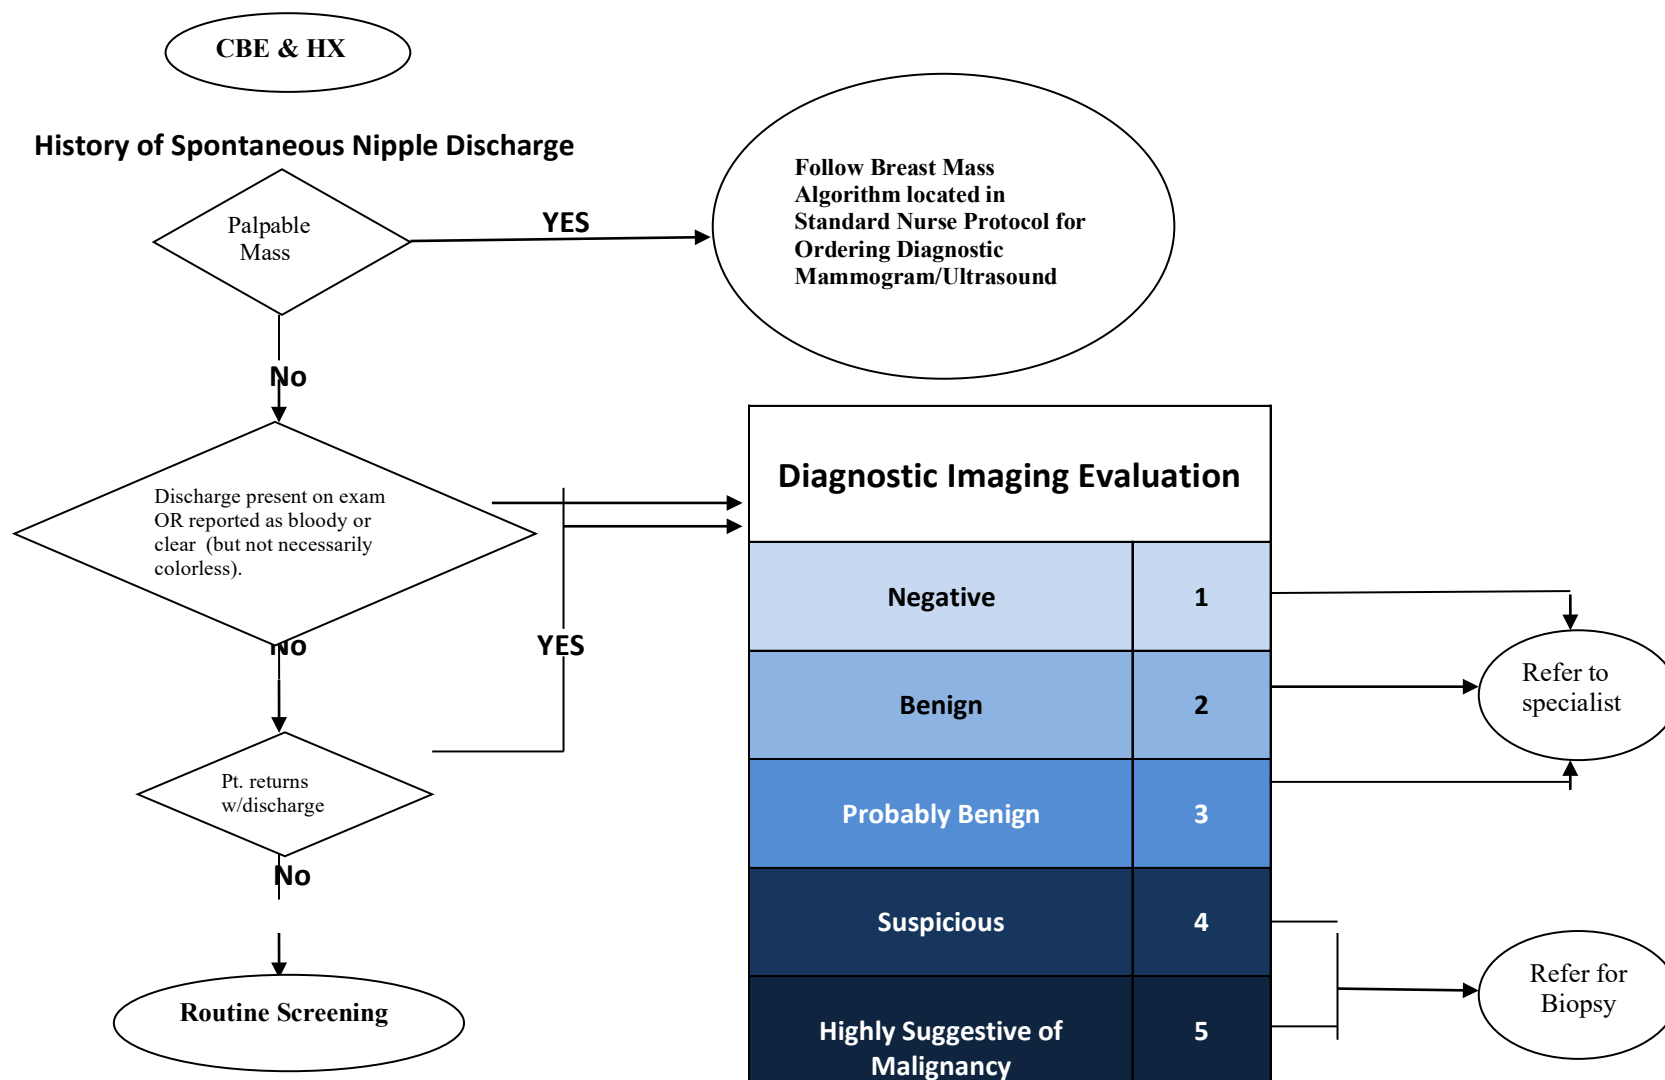 CBE & HX
History of Spontaneous Nipple Discharge
Palpable
Mass
YES
Follow Breast Mass
Algorithm located in
Standard Nurse Protocol for
Ordering Diagnostic
Mammogram/Ultrasound
No
Discharge present on exam
OR reported as bloody or
clear (but not necessarily
colorless).
Diagnostic Imaging Evaluation
Negative 1
Benign 2
Probably Benign 3
Suspicious 4
Highly Suggestive of 5
Malignancy
No
YES
Refer to
specialist
Pt. returns
w/discharge
No
Routine Screening
Refer for
Biopsy